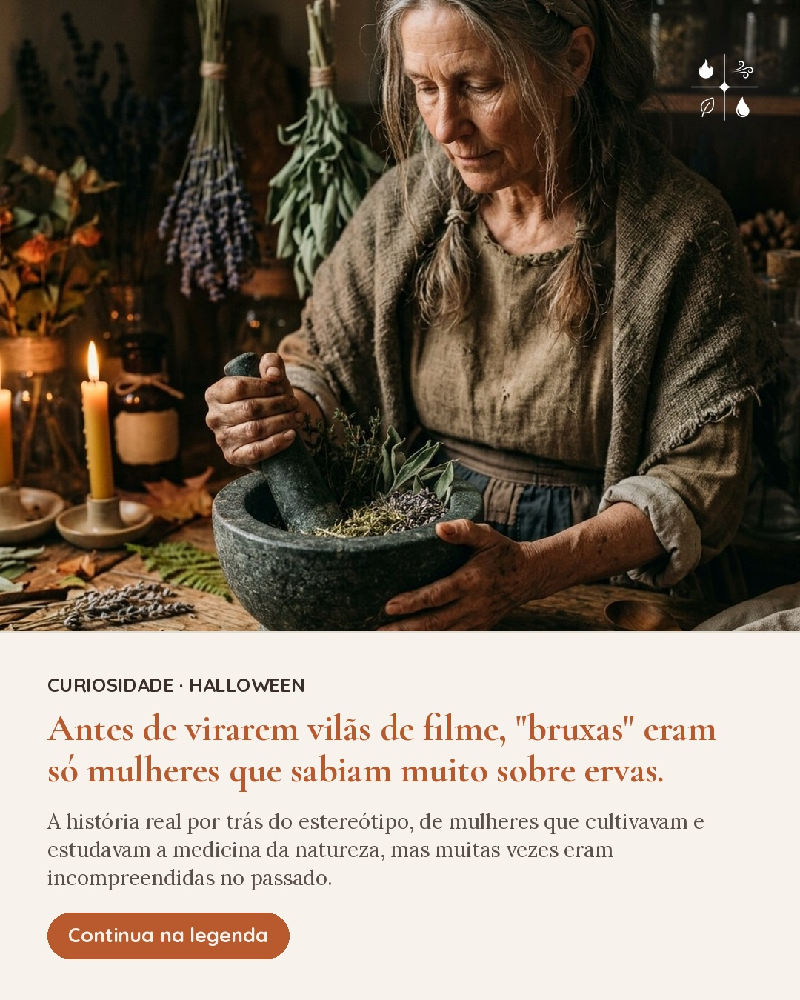 CURIOSIDADE · HALLOWEEN
Antes de virarem vilãs de filme, "bruxas" eram
só mulheres que sabiam muito sobre ervas.
A história real por trás do estereótipo, de mulheres que cultivavam e
estudavam a medicina da natureza, mas muitas vezes eram
incompreendidas no passado.
Continua na legenda